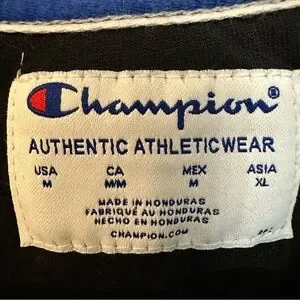 Champion®
AUTHENTIC ATHLETICWEAR
USA CA MEX ASIA
M M/M M XL
MADE IN HONDURAS
FABRIQUÉ AU HONDURAS
HECHO EN HONDURAS
CHAMPION.COM